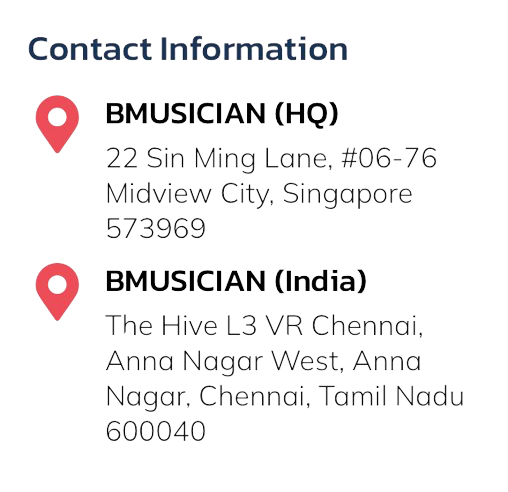 Contact Information
BMUSICIAN (HQ)
22 Sin Ming Lane, #06-76
Midview City, Singapore
573969
BMUSICIAN (India)
The Hive L3 VR Chennai,
Anna Nagar West, Anna
Nagar, Chennai, Tamil Nadu
600040